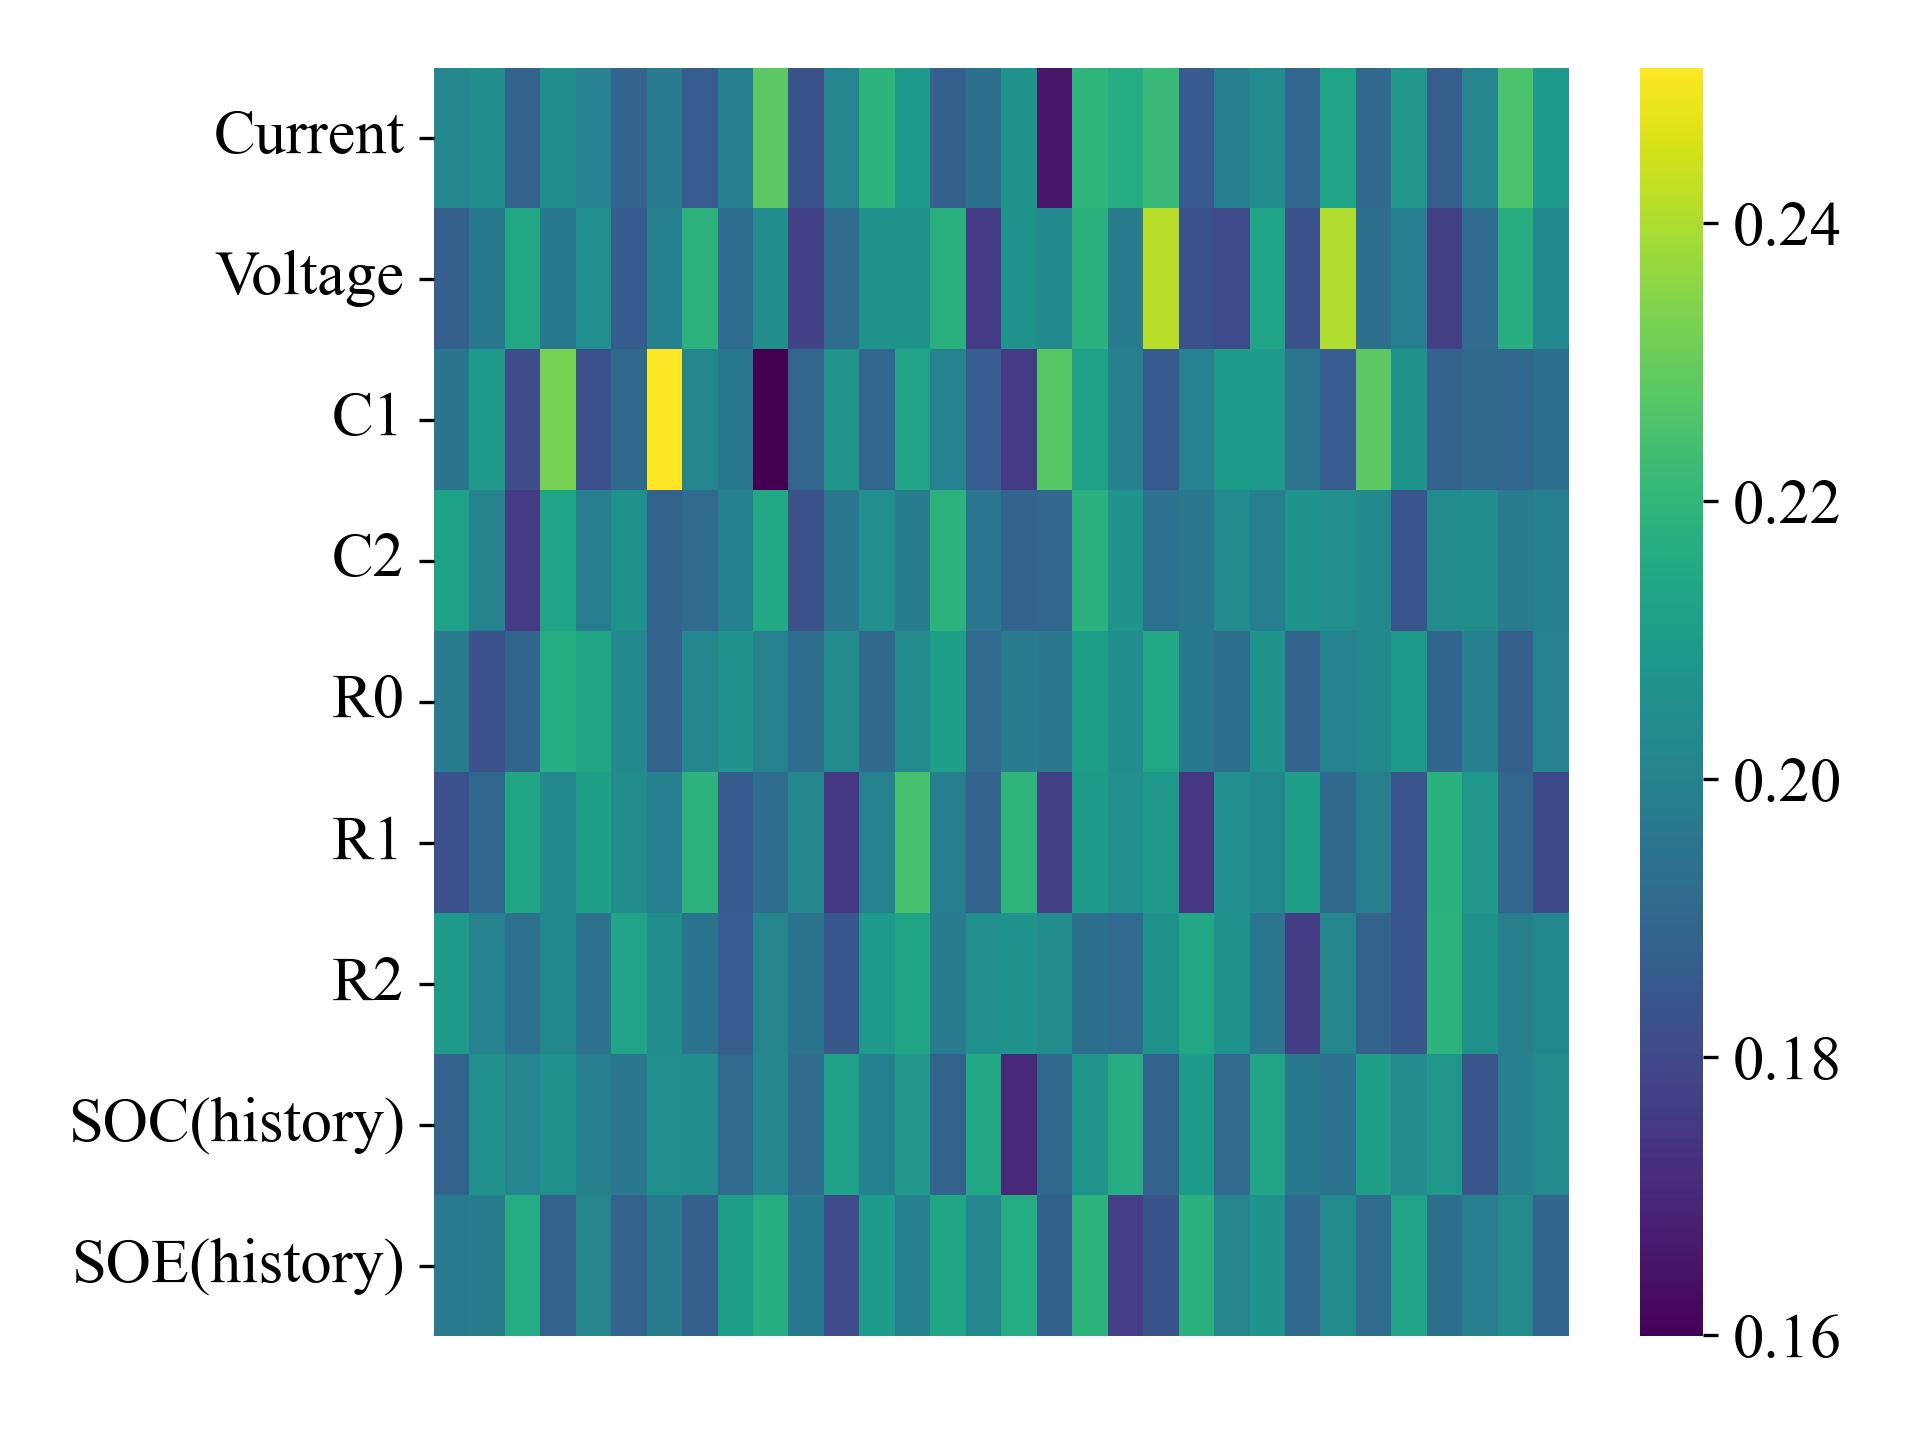 Current
Voltage
C1
C2
R0
R1
R2
SOC(history)
SOE(history)
0.24
0.22
0.20
0.18
0.16